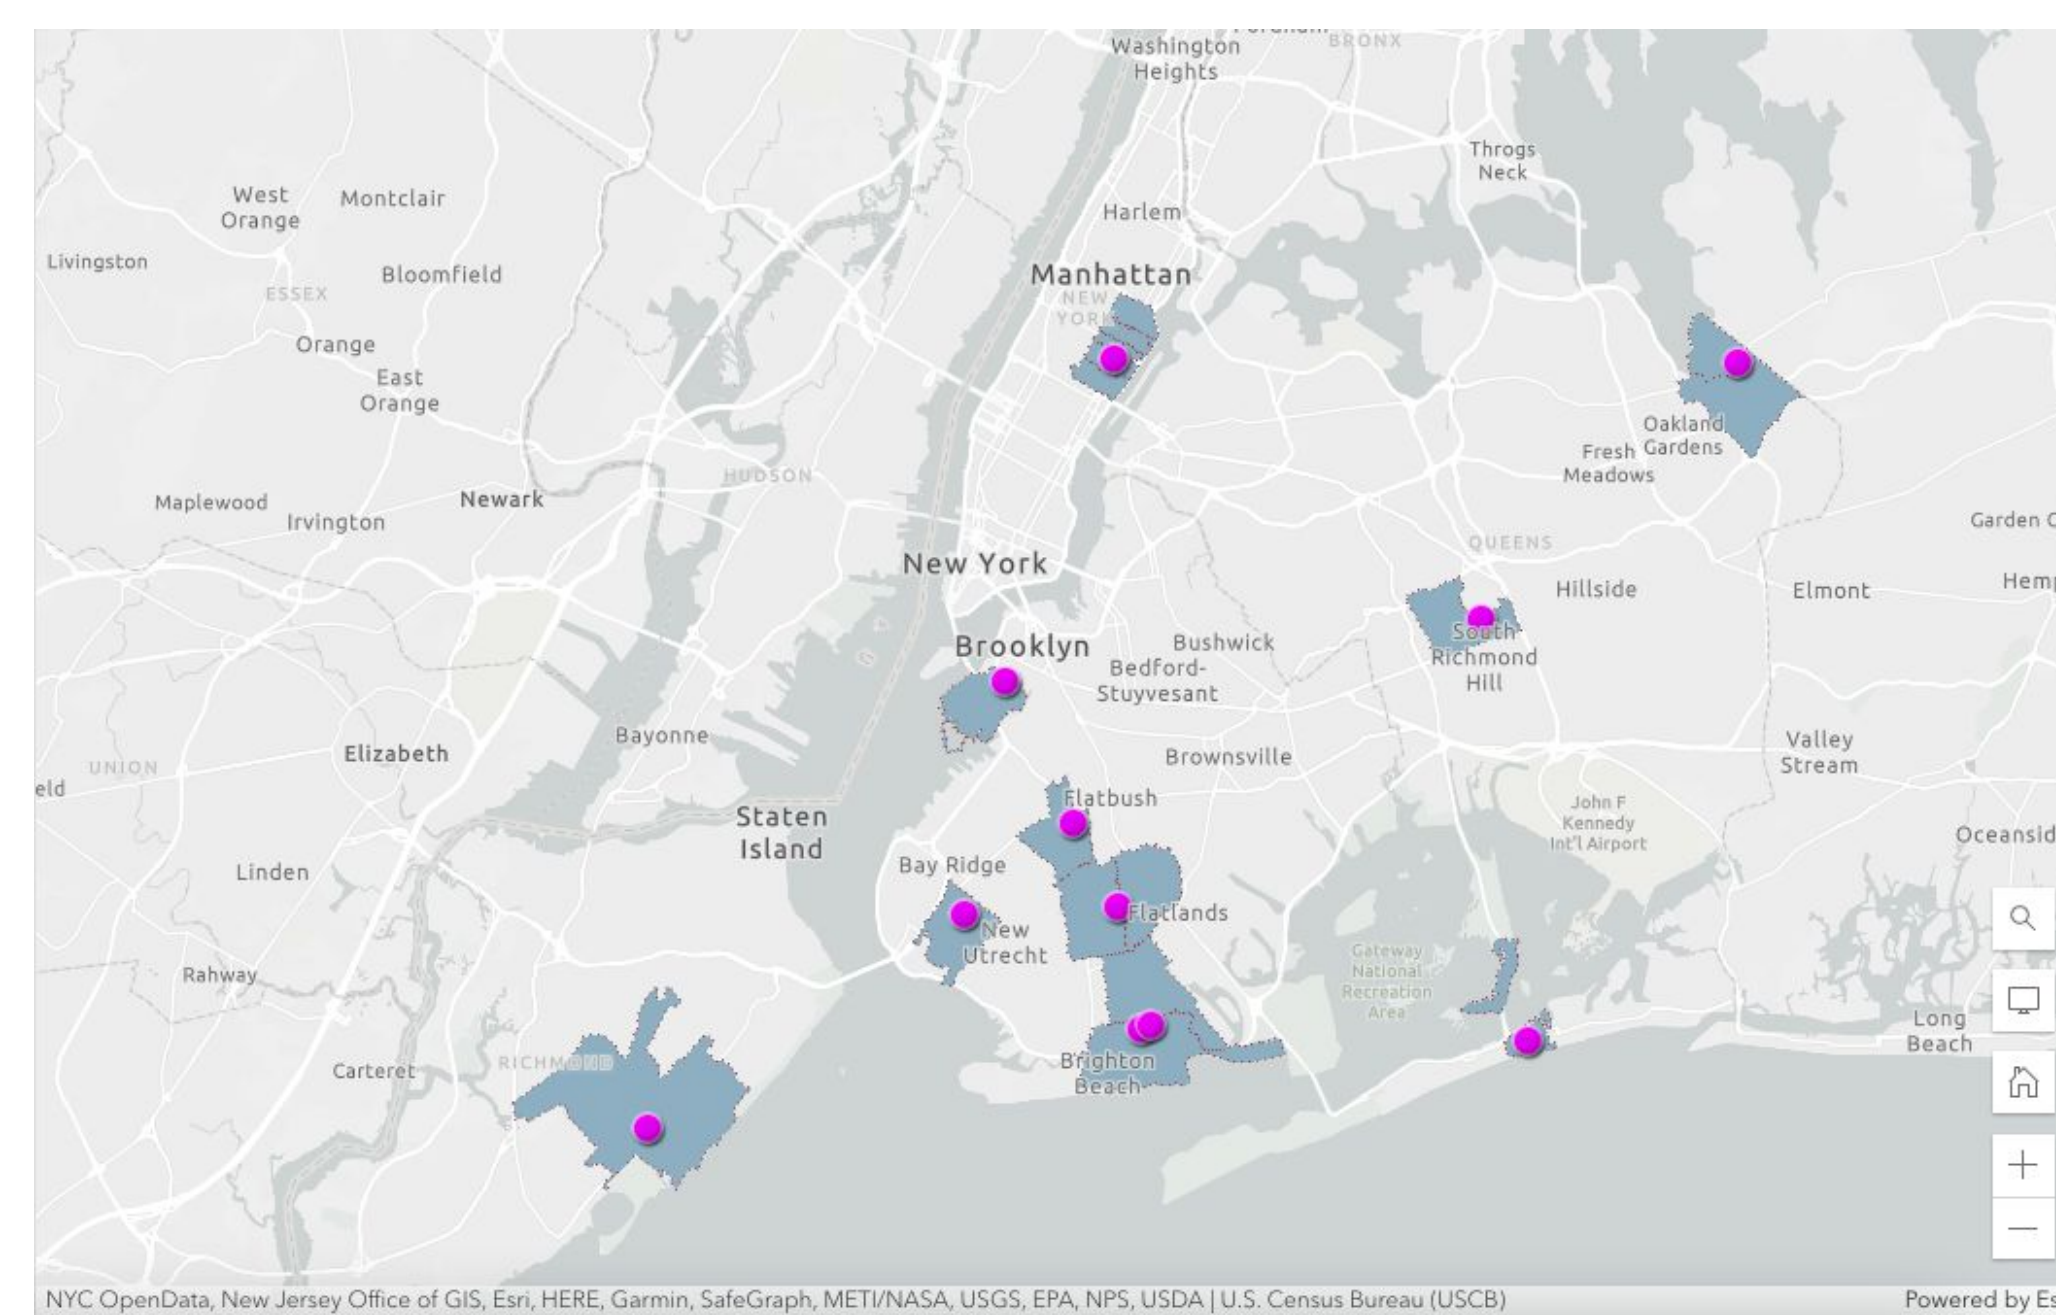 Washington
Heights
BRONX
Throgs
Neck
West
Orange
Montclair
Harlem
Livingston
Bloomfield
Manhattan
ESSEX
NEW
YORK
Orange
East
Orange
Oakland
Gardens
Fresh
Meadows
HUDSON
Maplewood
Newark
Irvington
Garden C
QUEENS
New York
Hillside
Elmont
Hemp
Brooklyn
Bushwick
South
Richmond
Hill
Bedford-
Stuyvesant
Bayonne
Elizabeth
Brownsville
Valley
Stream
UNION
eld
Flatbush
John F
Kennedy
Int'l Airport
Staten
Island
Oceansid
Bay Ridge
Linden
Flatlands
New
Utrecht
Gateway
National
Recreation
Area
Rahway
Long
Beach
RICHMOND
Carteret
Brighton
Beach
NYC OpenData, New Jersey Office of GIS, Esri, HERE, Garmin, SafeGraph, METI/NASA, USGS, EPA, NPS, USDA | U.S. Census Bureau (USCB)
Powered by Es